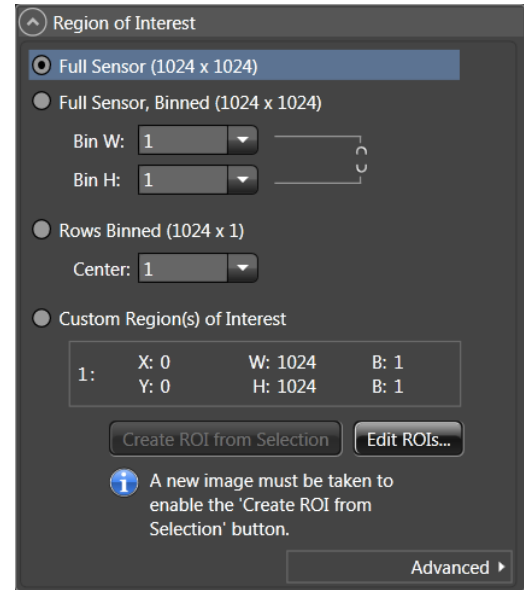 Region of Interest
Full Sensor (1024 x 1024)
Full Sensor, Binned (1024 x 1024)
Bin W: 1
Bin H: 1
Rows Binned (1024 x 1)
Center: 1
Custom Region(s) of Interest
1: X: 0 W: 1024 B: 1
Y: 0 H: 1024 B: 1
Create ROI from Selection Edit ROIs...
A new image must be taken to
enable the 'Create ROI from
Selection' button.
Advanced